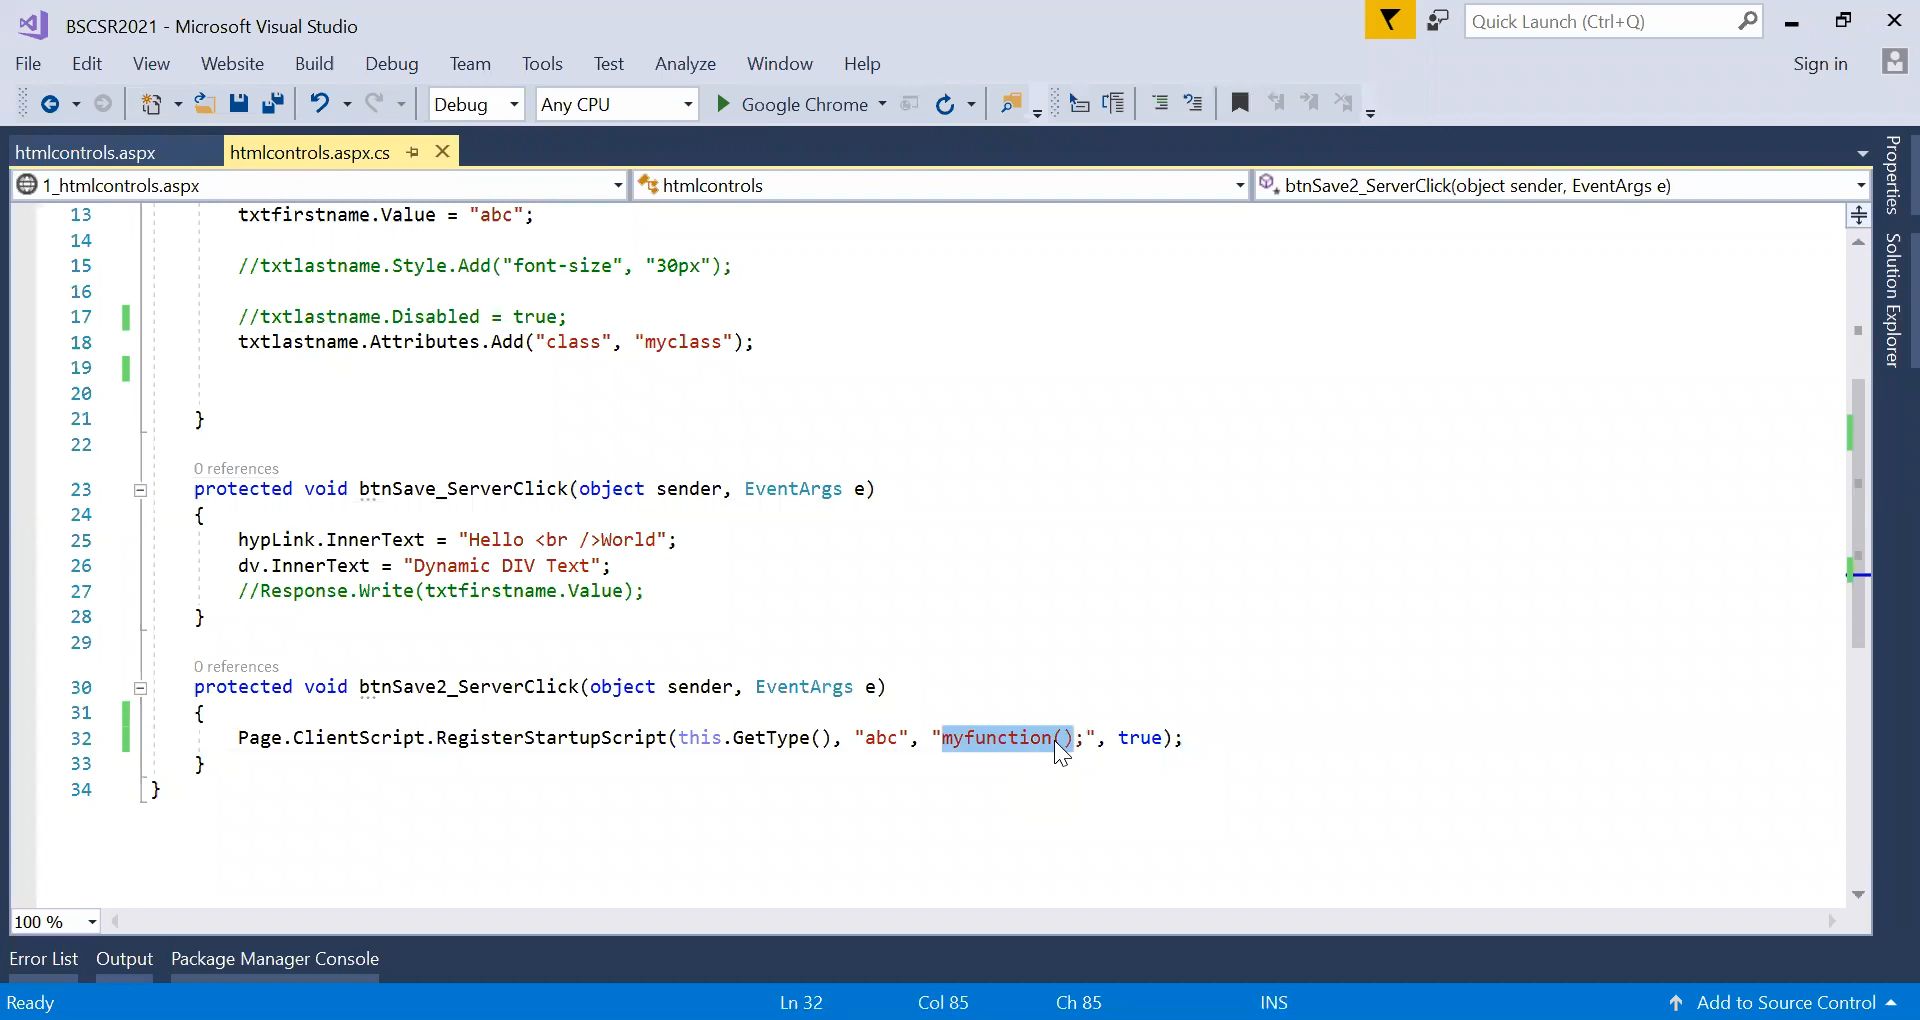 BSCSR2021 - Microsoft Visual Studio
Quick Launch (Ctrl+Q)
File Edit View Website Build Debug Team Tools Test Analyze Window Help
Sign in
Debug Any CPU Google Chrome
htmlcontrols.aspx htmlcontrols.aspx.cs
1_htmlcontrols.aspx htmlcontrols btnSave2_ServerClick(object sender, EventArgs e)
13 txtfirstname.Value = "abc";
14
15 //txtlastname.Style.Add("font-size", "30px");
16
17 //txtlastname.Disabled = true;
18 txtlastname.Attributes.Add("class", "myclass");
19
20
21 }
22
0 references
23 protected void btnSave_ServerClick(object sender, EventArgs e)
24 {
25 hypLink.InnerText = "Hello <br />World";
26 dv.InnerText = "Dynamic DIV Text";
27 //Response.Write(txtfirstname.Value);
28 }
29
0 references
30 protected void btnSave2_ServerClick(object sender, EventArgs e)
31 {
32 Page.ClientScript.RegisterStartupScript(this.GetType(), "abc", "myfunction();", true);
33 }
34 }
Properties
Solution Explorer
100 %
Error List Output Package Manager Console
Ready Ln 32 Col 85 Ch 85 INS Add to Source Control